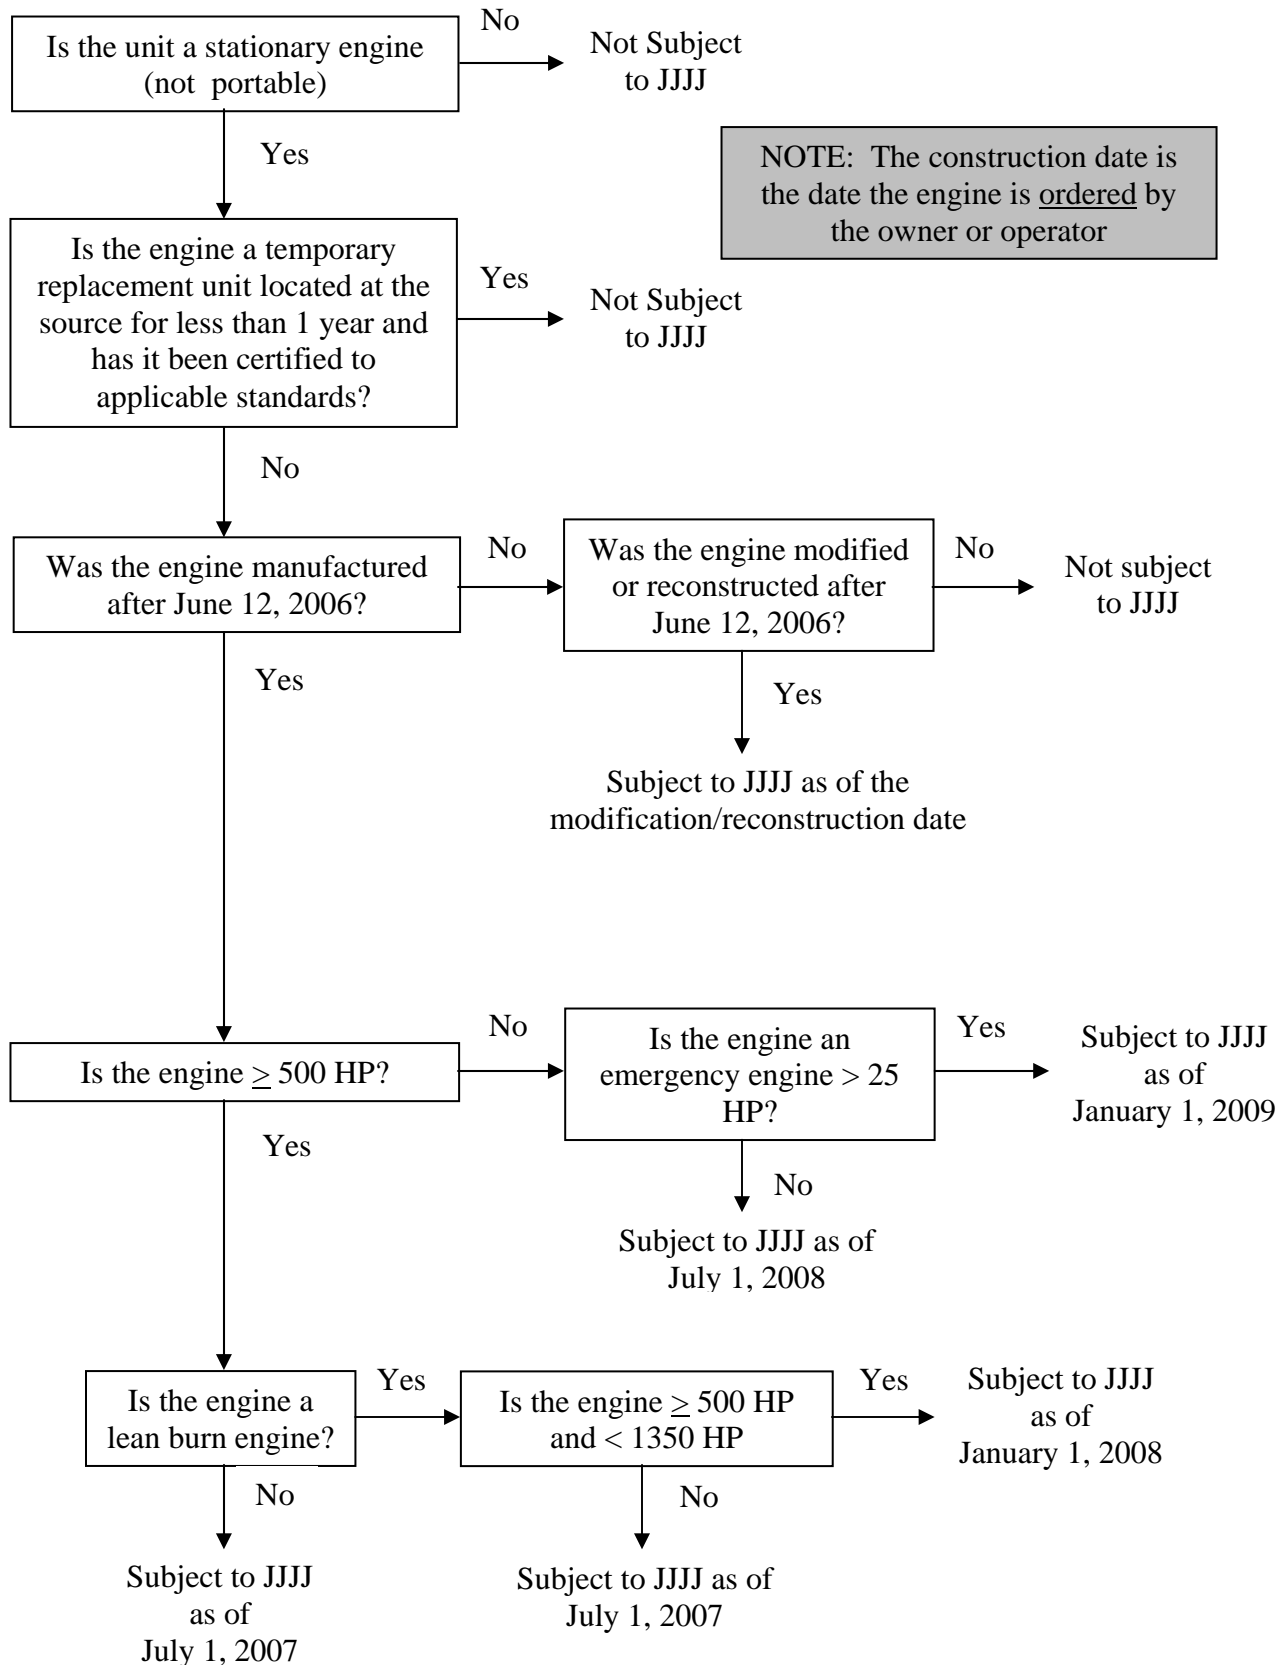 Is the unit a stationary engine
(not portable)
No
Not Subject
to JJJJ
Yes
NOTE: The construction date is
the date the engine is ordered by
the owner or operator
Is the engine a temporary
replacement unit located at the
source for less than 1 year and
has it been certified to
applicable standards?
Yes
Not Subject
to JJJJ
No
Was the engine manufactured
after June 12, 2006?
No
Was the engine modified
or reconstructed after
June 12, 2006?
No
Not subject
to JJJJ
Yes
Yes
Subject to JJJJ as of the
modification/reconstruction date
Is the engine ≥ 500 HP?
No
Is the engine an
emergency engine > 25
HP?
Yes
Subject to JJJJ
as of
January 1, 2009
Yes
No
Subject to JJJJ as of
July 1, 2008
Is the engine a
lean burn engine?
Yes
Is the engine ≥ 500 HP
and < 1350 HP
Yes
Subject to JJJJ
as of
January 1, 2008
No
No
Subject to JJJJ
as of
July 1, 2007
Subject to JJJJ as of
July 1, 2007